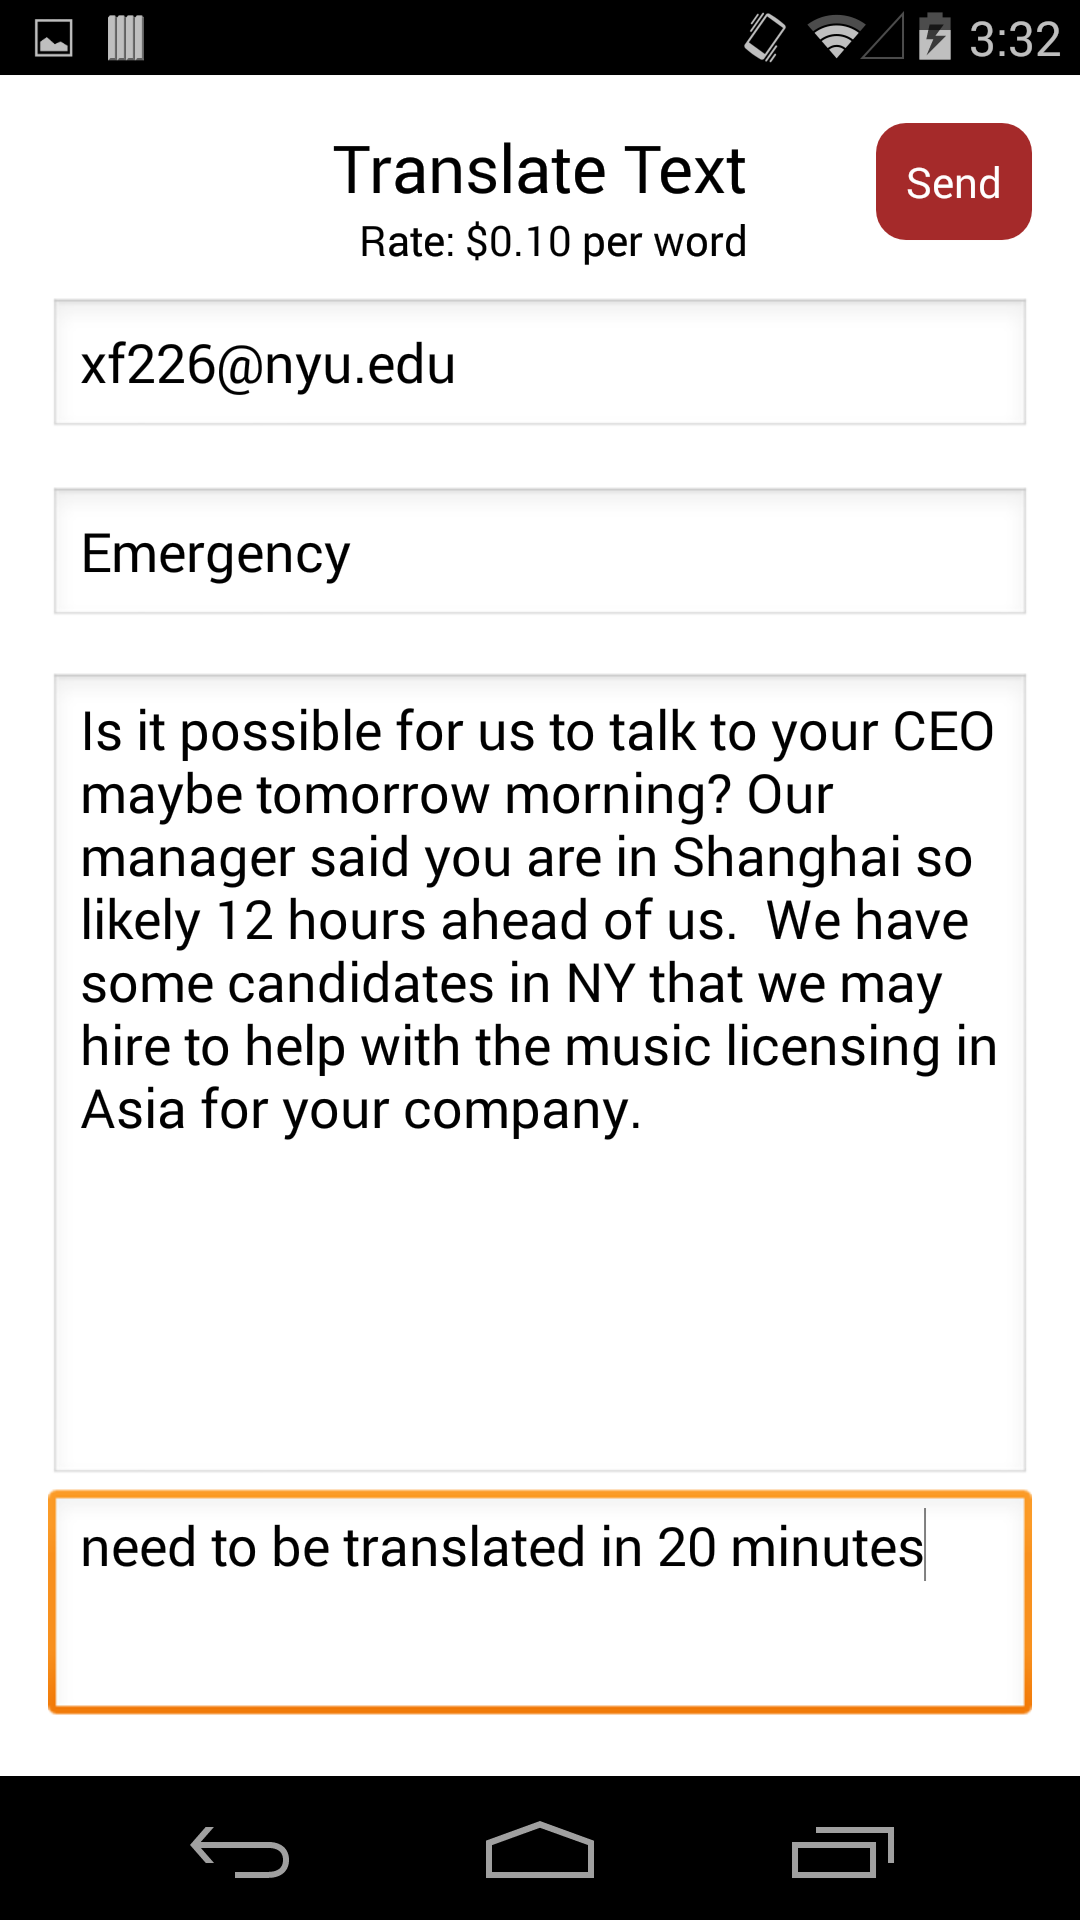 3:32
Translate Text
Send
Rate: $0.10 per word
xf226@nyu.edu
Emergency
Is it possible for us to talk to your CEO
maybe tomorrow morning? Our
manager said you are in Shanghai so
likely 12 hours ahead of us.  We have
some candidates in NY that we may
hire to help with the music licensing in
Asia for your company.
need to be translated in 20 minutes